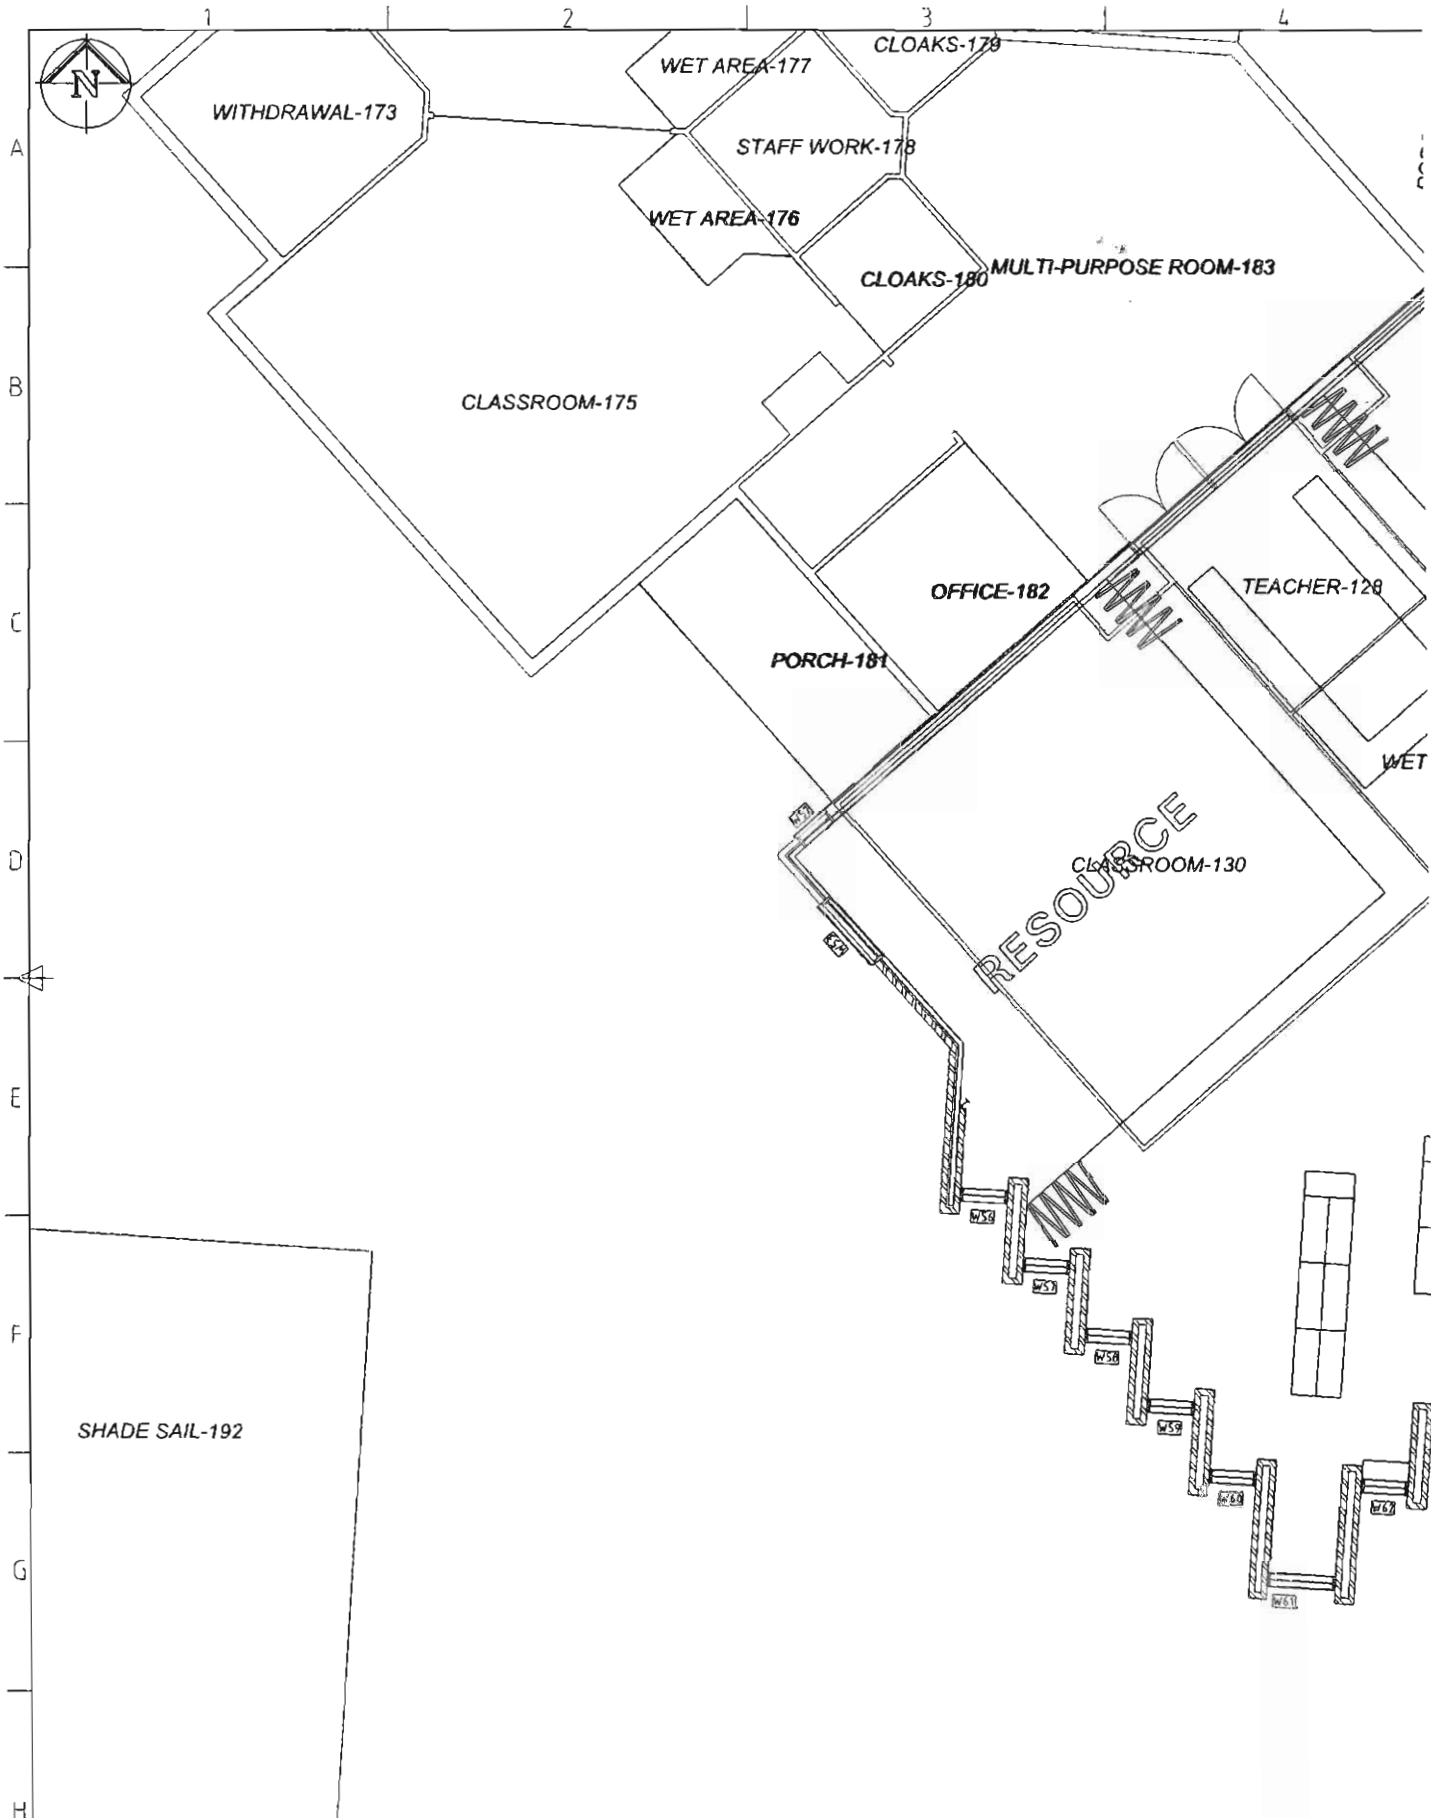 1 2 3 4
N
CLOAKS-179
WET AREA-177
WITHDRAWAL-173
A
STAFF WORK-178
WET AREA-176
MULTI-PURPOSE ROOM-183
CLOAKS-180
B
CLASSROOM-175
TEACHER-128
OFFICE-182
C
PORCH-181
WET
RESOURCE
D
CLASSROOM-130
E
W56
W57
F
W58
W59
SHADE SAIL-192
W60
W62
G
W61
H